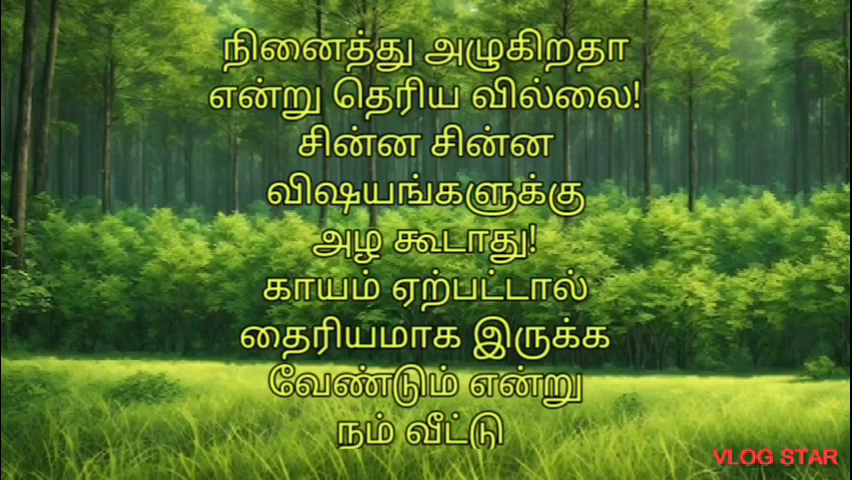 நினைத்து அழுகிறதா
என்று தெரிய வில்லை!
சின்ன சின்ன
விஷயங்களுக்கு
அழ கூடாது!
காயம் ஏற்பட்டால்
தைரியமாக இருக்க
வேண்டும் என்று
நம் வீட்டு
VLOG STAR